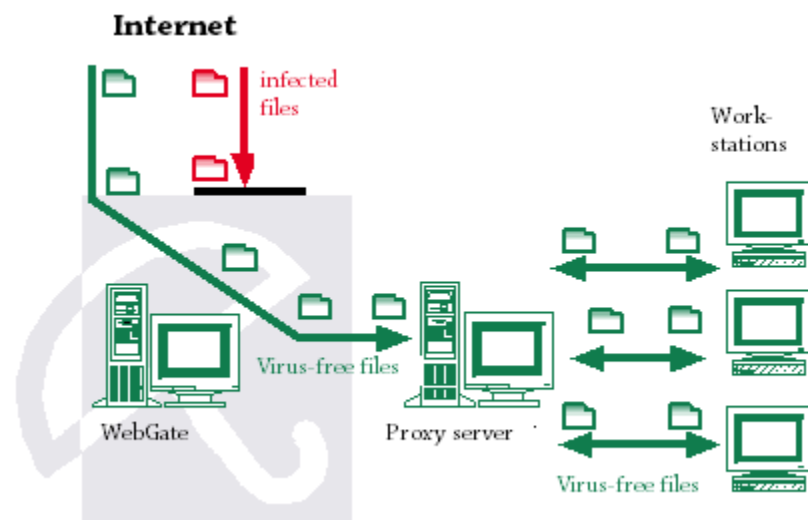 Internet
infected
files
Work-
stations
Virus-free files
WebGate
Proxy server
Virus-free files